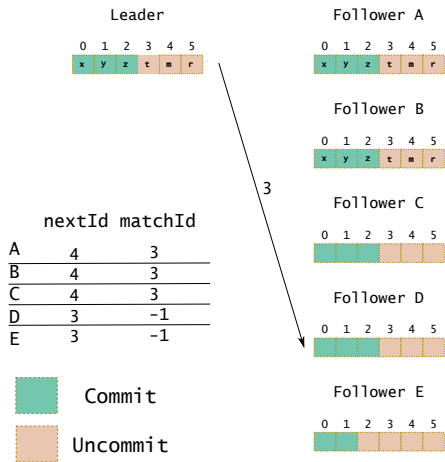 Leader
0 1 2 3 4 5
x y z t m r
Follower A
0 1 2 3 4 5
x y z t m r
Follower B
0 1 2 3 4 5
x y z t m r
3
Follower C
0 1 2 3 4 5
Follower D
0 1 2 3 4 5
Follower E
0 1 2 3 4 5
nextId matchId
A 4 3
B 4 3
C 4 3
D 3 -1
E 3 -1
Commit
Uncommit